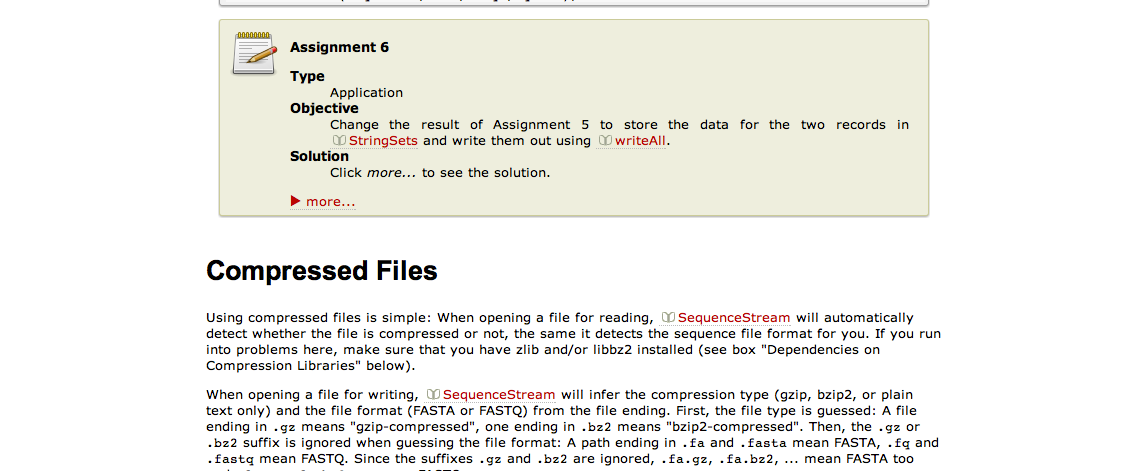 Assignment 6
Type
Application
Objective
Change the result of Assignment 5 to store the data for the two records in
StringSets and write them out using writeAll.
Solution
Click more... to see the solution.
more...
Compressed Files
Using compressed files is simple: When opening a file for reading, SequenceStream will automatically
detect whether the file is compressed or not, the same it detects the sequence file format for you. If you run
into problems here, make sure that you have zlib and/or libbz2 installed (see box "Dependencies on
Compression Libraries" below).
When opening a file for writing, SequenceStream will infer the compression type (gzip, bzip2, or plain
text only) and the file format (FASTA or FASTQ) from the file ending. First, the file type is guessed: A file
ending in .gz means "gzip-compressed", one ending in .bz2 means "bzip2-compressed". Then, the .gz or
.bz2 suffix is ignored when guessing the file format: A path ending in .fa and .fasta mean FASTA, .fq and
.fastq mean FASTQ. Since the suffixes .gz and .bz2 are ignored, .fa.gz, .fa.bz2, ... mean FASTA too